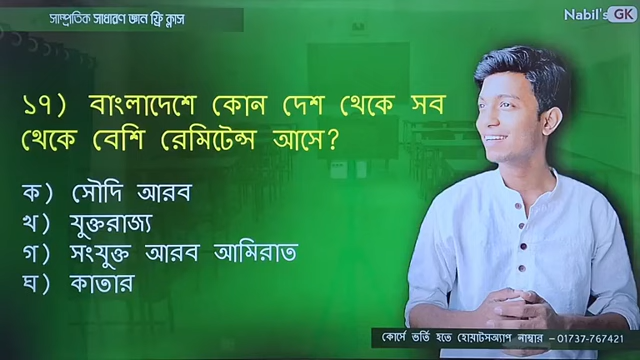 সাম্প্রতিক সাধারণ জ্ঞান ফ্রি ক্লাস
Nabil's GK
১৭) বাংলাদেশে কোন দেশ থেকে সব
থেকে বেশি রেমিটেন্স আসে?
ক) সৌদি আরব
খ) যুক্তরাজ্য
গ) সংযুক্ত আরব আমিরাত
ঘ) কাতার
কোর্সে ভর্তি হতে হোয়াটসঅ্যাপ নাম্বার –01737-767421